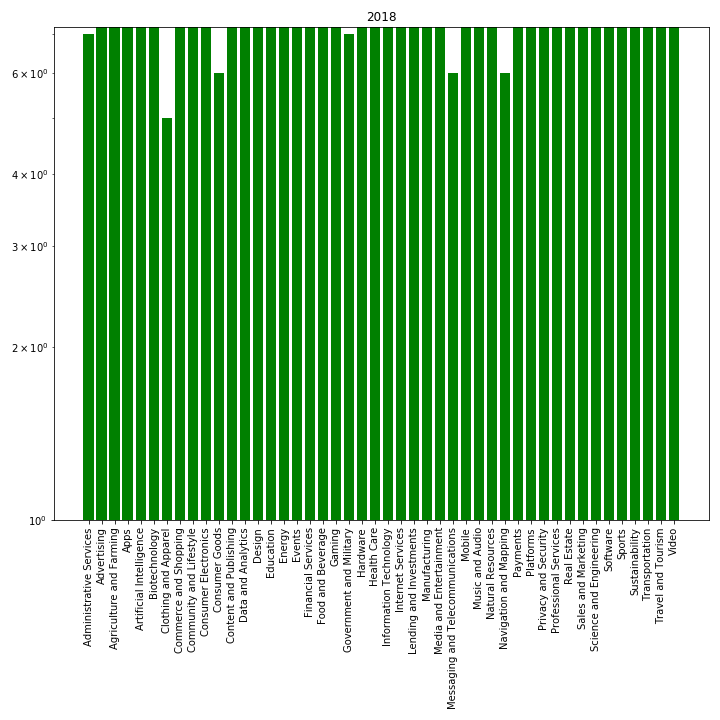 2018
6 × 10⁰
4 × 10⁰
3 × 10⁰
2 × 10⁰
10⁰
Administrative Services
Advertising
Agriculture and Farming
Apps
Artificial Intelligence
Biotechnology
Clothing and Apparel
Commerce and Shopping
Community and Lifestyle
Consumer Electronics
Consumer Goods
Content and Publishing
Data and Analytics
Design
Education
Energy
Events
Financial Services
Food and Beverage
Gaming
Government and Military
Hardware
Health Care
Information Technology
Internet Services
Lending and Investments
Manufacturing
Media and Entertainment
Messaging and Telecommunications
Mobile
Music and Audio
Natural Resources
Navigation and Mapping
Payments
Platforms
Privacy and Security
Professional Services
Real Estate
Sales and Marketing
Science and Engineering
Software
Sports
Sustainability
Transportation
Travel and Tourism
Video